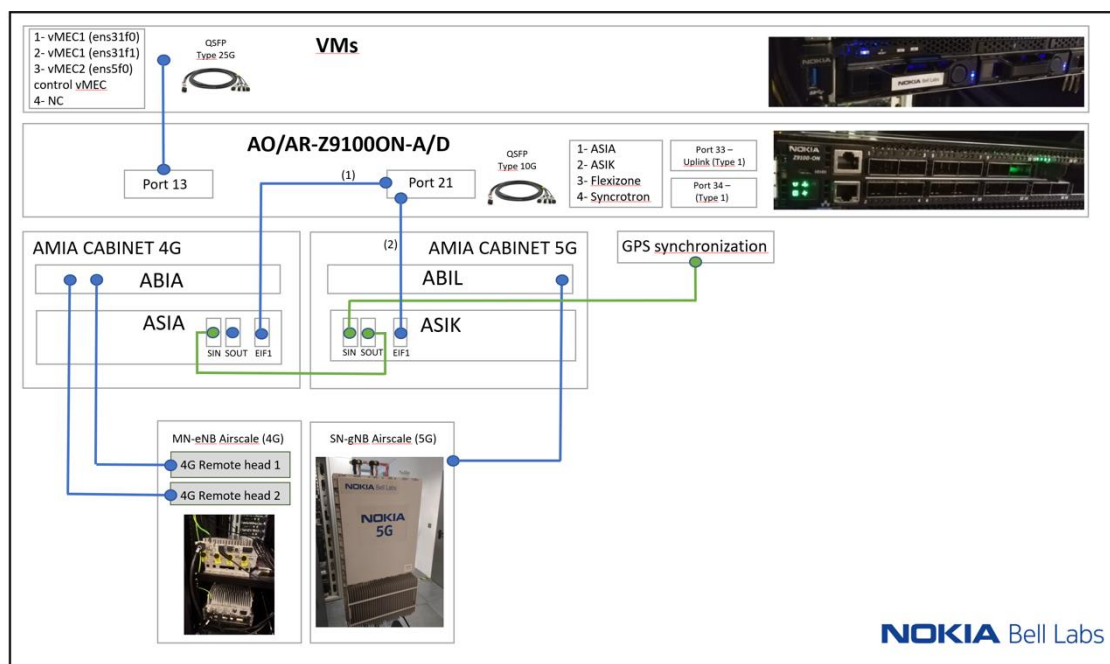 1- vMEC1 (ens31f0)
2- vMEC1 (ens31f1)
3- vMEC2 (ens5f0)
control vMEC
4- NC
QSFP
Type 25G
VMs
NOKIA Bell Labs
AO/AR-Z9100ON-A/D
Port 13
(1)
Port 21
QSFP
Type 10G
1- ASIA
2- ASIK
3- Flexizone
4- Syncrotron
Port 33 –
Uplink (Type 1)
Port 34 –
(Type 1)
NOKIA
Z9100-ON
(2)
AMIA CABINET 4G
AMIA CABINET 5G
GPS synchronization
ABIA
ABIL
ASIA
ASIK
SIN SOUT EIF1
SIN SOUT EIF1
MN-eNB Airscale (4G)
4G Remote head 1
4G Remote head 2
SN-gNB Airscale (5G)
NOKIA Bell Labs
NOKIA
5G
NOKIA Bell Labs